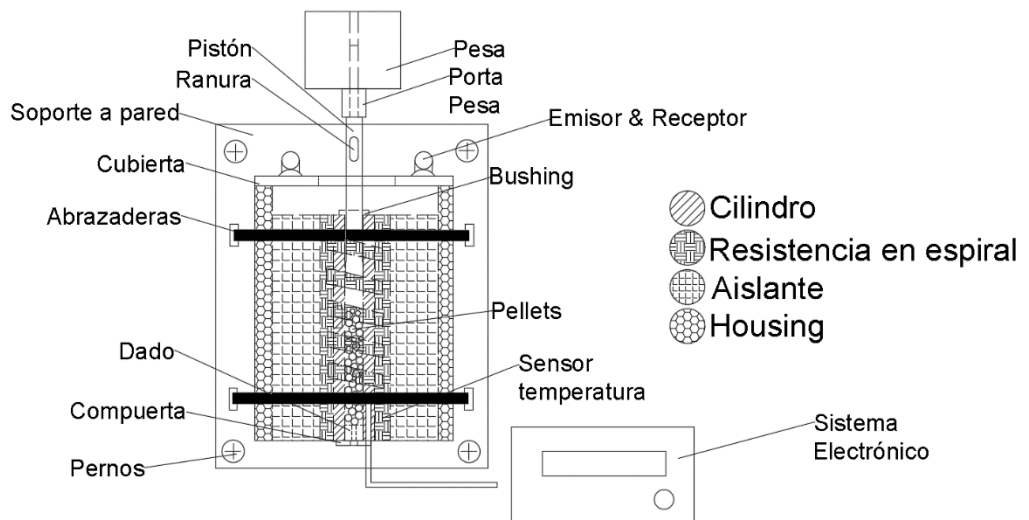 Pistón
Ranura
Soporte a pared
Cubierta
Abrazaderas
Dado
Compuerta
Pernos
Pesa
Porta
Pesa
Emisor & Receptor
Bushing
Pellets
Sensor
temperatura
Sistema
Electrónico
Cilindro
Resistencia en espiral
Aislante
Housing